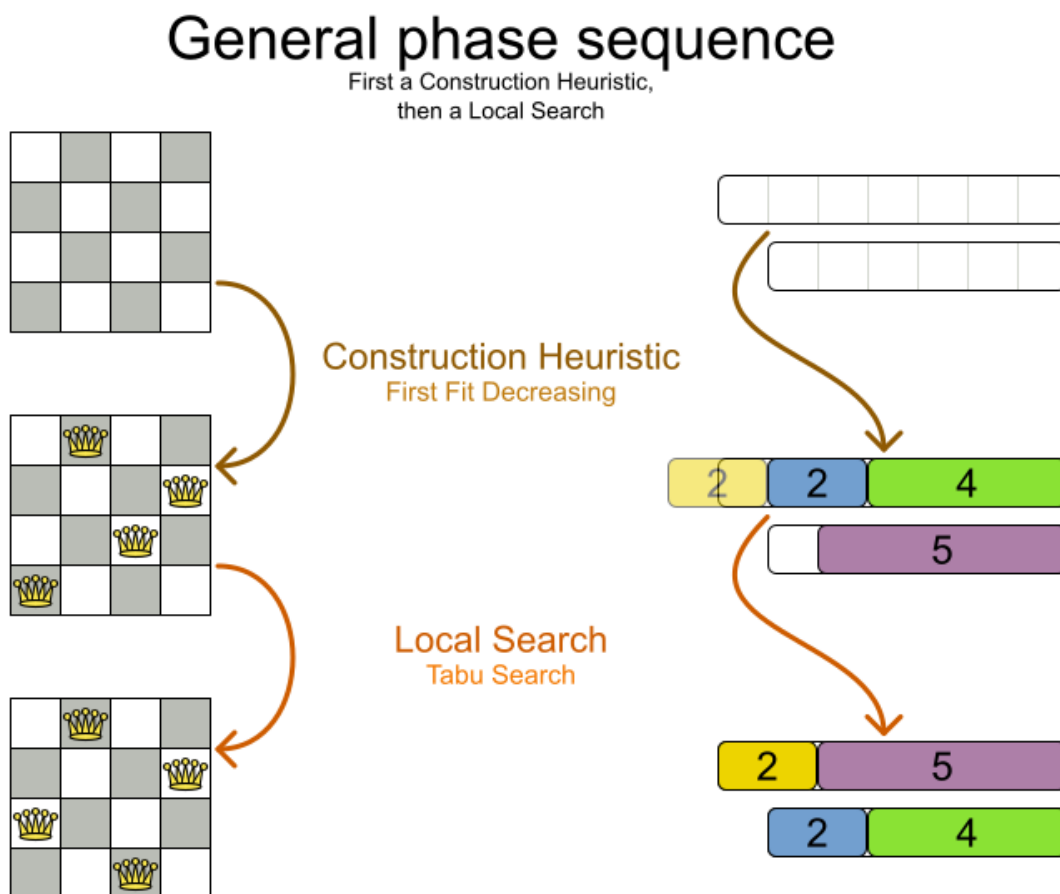 General phase sequence
First a Construction Heuristic,
then a Local Search
Construction Heuristic
First Fit Decreasing
2 2 4
5
Local Search
Tabu Search
2 5
2 4